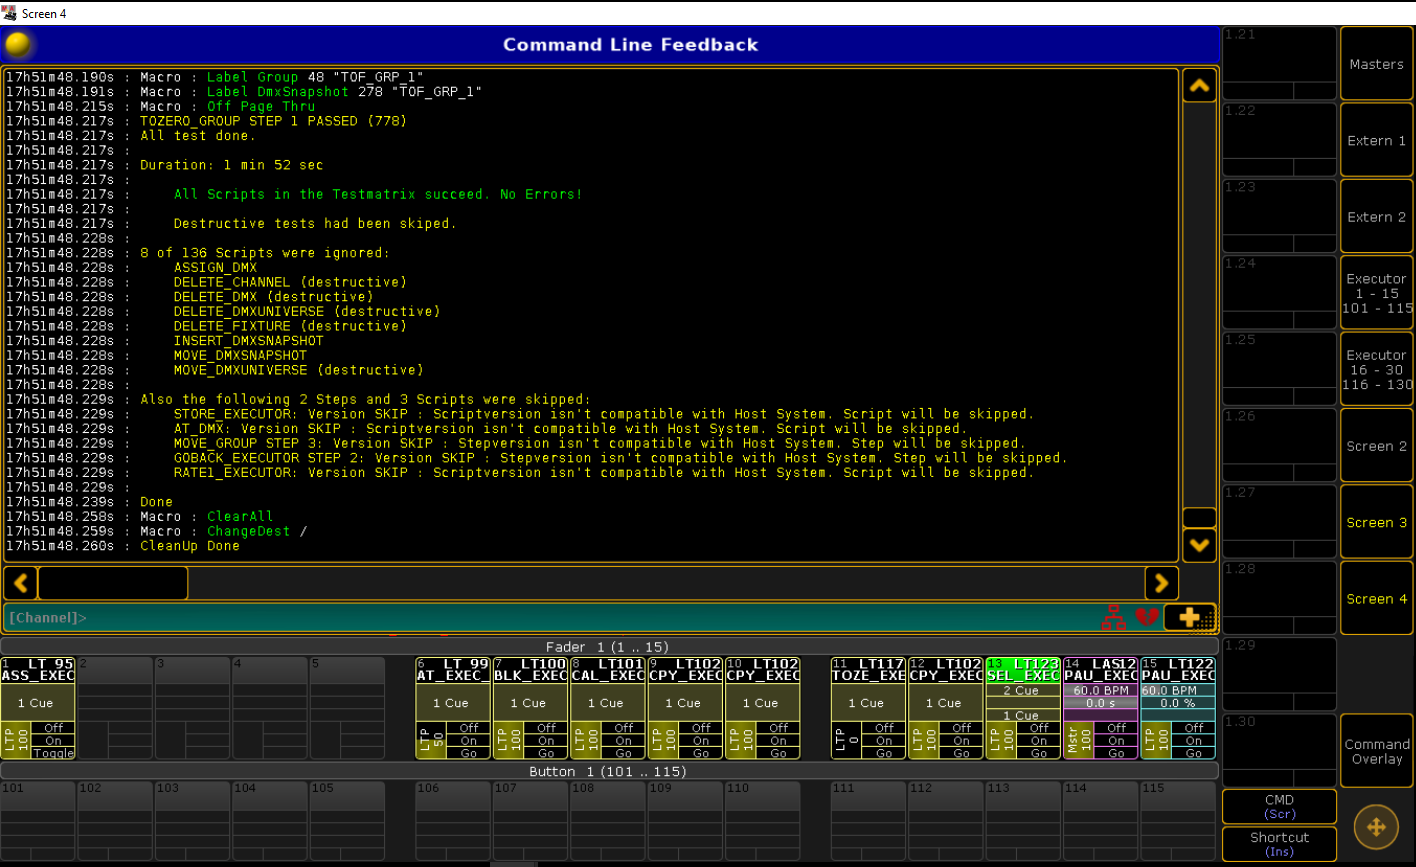 Screen 4
Command Line Feedback
17h51m48.190s : Macro : Label Group 48 "TOF_GRP_1"
17h51m48.191s : Macro : Label DmxSnapshot 278 "TOF_GRP_1"
17h51m48.215s : Macro : Off Page Thru
17h51m48.217s : TOZERO_GROUP STEP 1 PASSED (778)
17h51m48.217s : All test done.
17h51m48.217s :
17h51m48.217s : Duration: 1 min 52 sec
17h51m48.217s :
17h51m48.217s : All Scripts in the Testmatrix succeed. No Errors!
17h51m48.217s :
17h51m48.217s : Destructive tests had been skiped.
17h51m48.228s :
17h51m48.228s : 8 of 136 Scripts were ignored:
17h51m48.228s : ASSIGN_DMX
17h51m48.228s : DELETE_CHANNEL (destructive)
17h51m48.228s : DELETE_DMX (destructive)
17h51m48.228s : DELETE_DMXUNIVERSE (destructive)
17h51m48.228s : DELETE_FIXTURE (destructive)
17h51m48.228s : INSERT_DMXSNAPSHOT
17h51m48.228s : MOVE_DMXSNAPSHOT
17h51m48.228s : MOVE_DMXUNIVERSE (destructive)
17h51m48.228s :
17h51m48.229s : Also the following 2 Steps and 3 Scripts were skipped:
17h51m48.229s : STORE_EXECUTOR: Version SKIP : Scriptversion isn't compatible with Host System. Script will be skipped.
17h51m48.229s : AT_DMX: Version SKIP : Scriptversion isn't compatible with Host System. Script will be skipped.
17h51m48.229s : MOVE_GROUP STEP 3: Version SKIP : Stepversion isn't compatible with Host System. Step will be skipped.
17h51m48.229s : GOBACK_EXECUTOR STEP 2: Version SKIP : Stepversion isn't compatible with Host System. Step will be skipped.
17h51m48.229s : RATE1_EXECUTOR: Version SKIP : Scriptversion isn't compatible with Host System. Script will be skipped.
17h51m48.229s :
17h51m48.239s : Done
17h51m48.258s : Macro : ClearAll
17h51m48.259s : Macro : ChangeDest /
17h51m48.260s : CleanUp Done
[Channel]>
Fader 1 (1 .. 15)
1 LT 95
ASS_EXEC
1 Cue
LTP 100
Off
On
Toggle
2
3
4
5
6 LT 99
AT_EXEC
1 Cue
LTP 50
Off
On
Go
7 LT100
BLK_EXEC
1 Cue
LTP 100
Off
On
Go
8 LT101
CAL_EXEC
1 Cue
LTP 100
Off
On
Go
9 LT102
CPY_EXEC
1 Cue
LTP 100
Off
On
Go
10 LT102
CPY_EXEC
1 Cue
LTP 100
Off
On
Go
11 LT117
TOZE_EXE
1 Cue
LTP 0
Off
On
Go
12 LT102
CPY_EXEC
1 Cue
LTP 100
Off
On
Go
13 LT123
SEL_EXEC
2 Cue
1 Cue
LTP 100
Off
On
Go
14 LAS12
PAU_EXEC
60.0 BPM
0.0 s
Mstr 100
Off
On
Go
15 LT122
PAU_EXEC
60.0 BPM
0.0 %
LTP 100
Off
On
Go
Button 1 (101 .. 115)
101
102
103
104
105
106
107
108
109
110
111
112
113
114
115
1.21
1.22
1.23
1.24
1.25
1.26
1.27
1.28
1.29
1.30
Masters
Extern 1
Extern 2
Executor
1 - 15
101 - 115
Executor
16 - 30
116 - 130
Screen 2
Screen 3
Screen 4
Command
Overlay
CMD
(Scr)
Shortcut
(Ins)